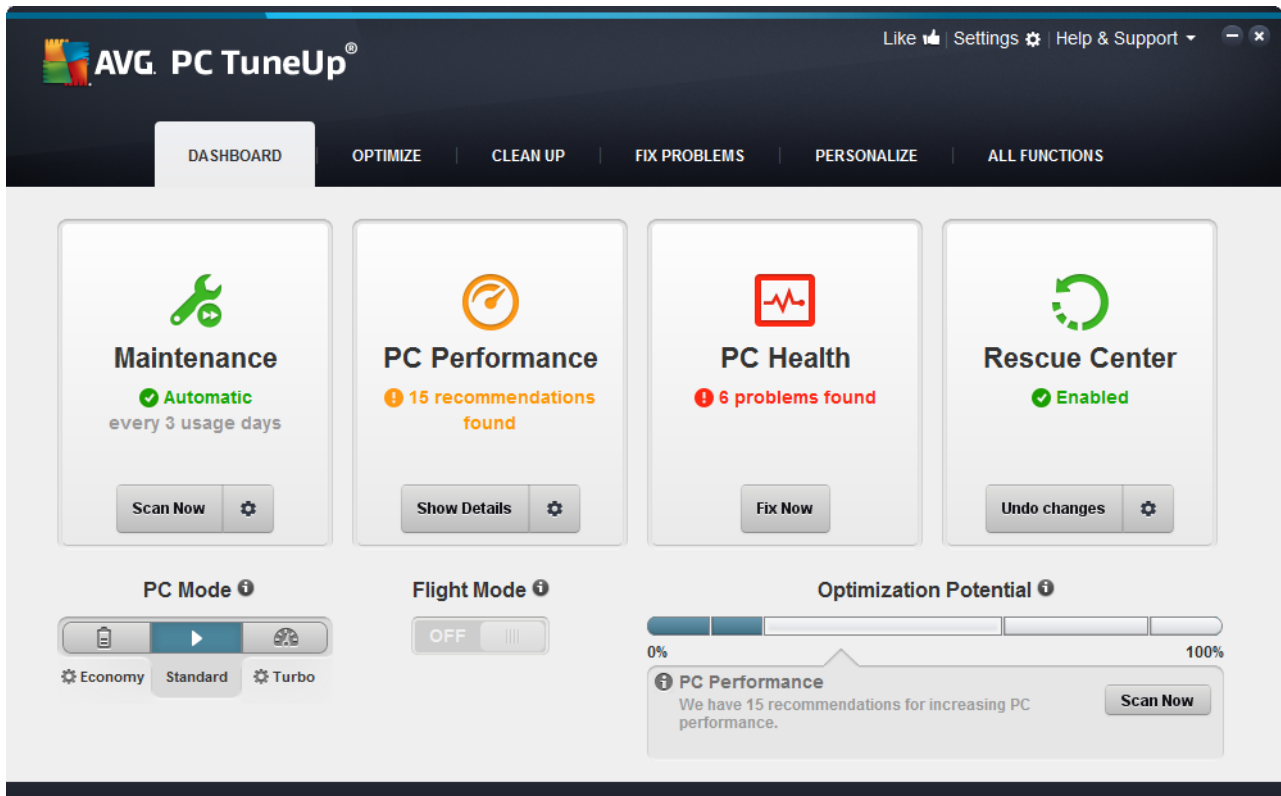 Like | Settings | Help & Support
AVG. PC TuneUp®
DASHBOARD | OPTIMIZE | CLEAN UP | FIX PROBLEMS | PERSONALIZE | ALL FUNCTIONS
Maintenance
Automatic
every 3 usage days
Scan Now
PC Performance
15 recommendations
found
Show Details
PC Health
6 problems found
Fix Now
Rescue Center
Enabled
Undo changes
PC Mode
Economy Standard Turbo
Flight Mode
OFF
Optimization Potential
0% 100%
PC Performance
We have 15 recommendations for increasing PC
performance.
Scan Now